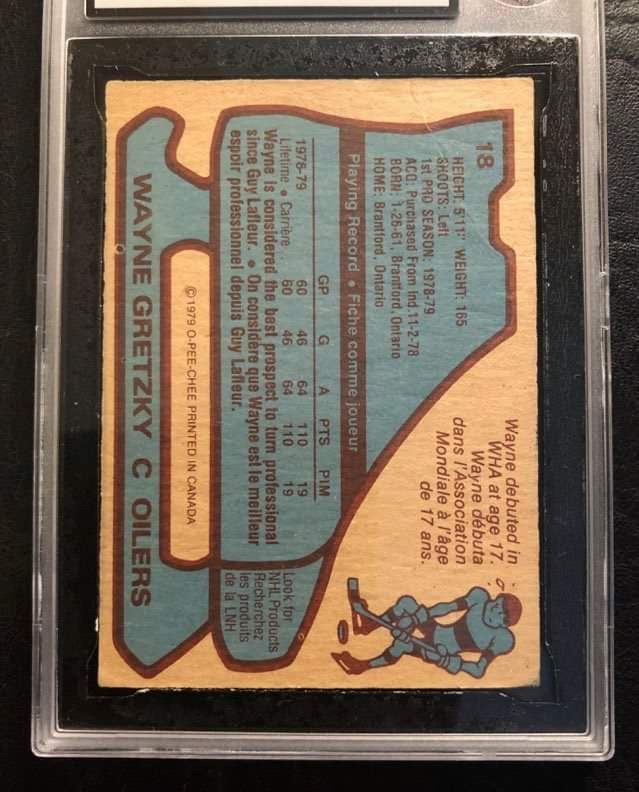 18
HEIGHT: 5'11" WEIGHT: 165
SHOOTS: Left
1st PRO SEASON: 1978-79
ACQ: Purchased From Ind. 11-2-78
BORN: 1-26-61, Brantford, Ontario
HOME: Brantford, Ontario
Wayne debuted in
WHA at age 17.
Wayne débuta
dans l'Association
Mondiale à l'âge
de 17 ans.
Playing Record • Fiche comme joueur
GP G A PTS PIM
1978-79 60 46 64 110 19
Lifetime • Carrière.. 60 46 64 110 19
Wayne is considered the best prospect to turn professional
since Guy Lafleur. • On considère que Wayne est le meilleur
espoir professionnel depuis Guy Lafleur.
Look for
NHL Products
Recherchez
les produits
de la LNH
© 1979 O-PEE-CHEE PRINTED IN CANADA
WAYNE GRETZKY C OILERS